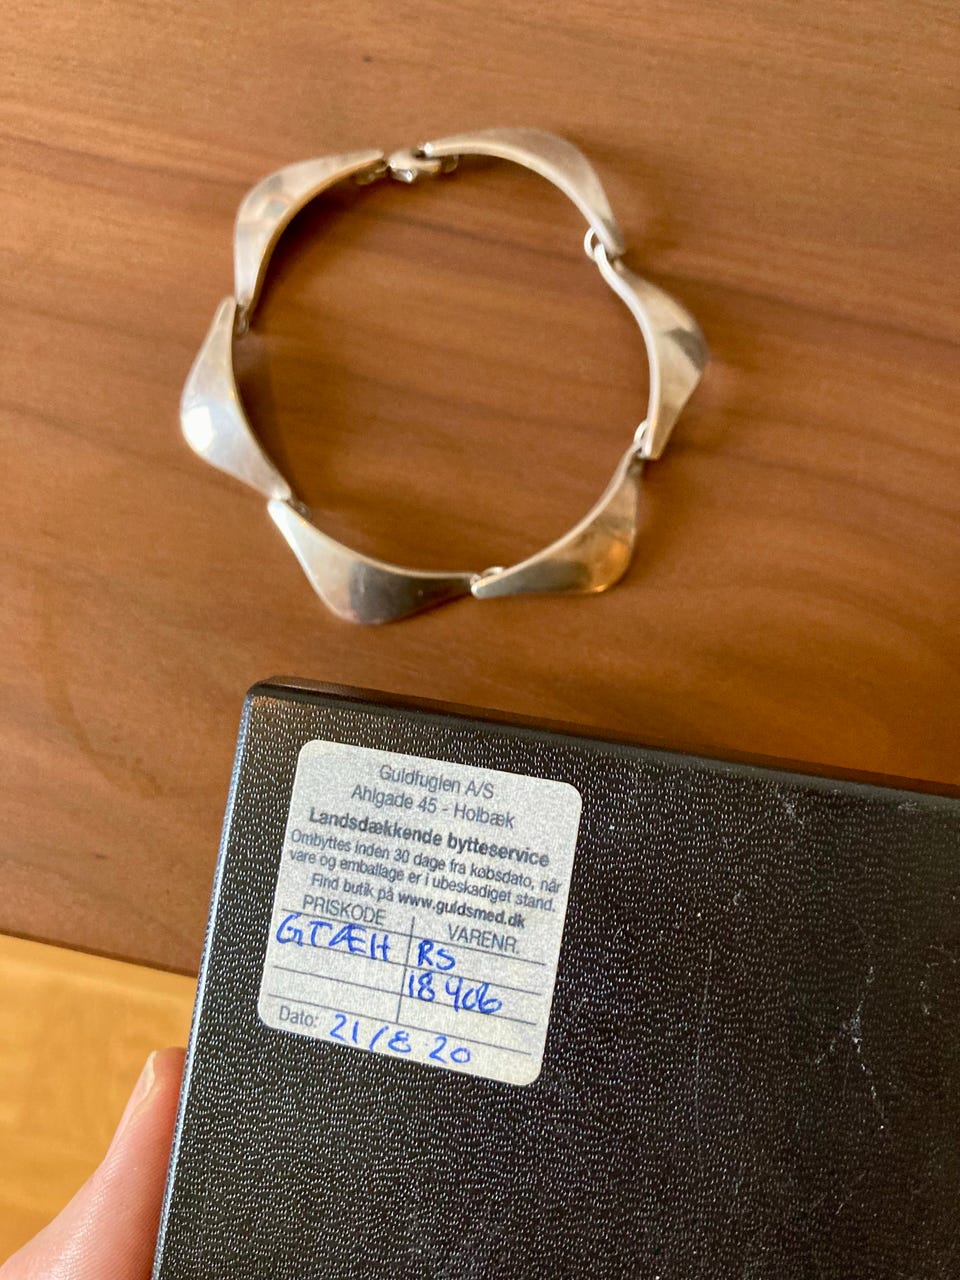 Guldfuglen A/S
Ahlgade 45 - Holbæk
Landsdækkende bytteservice
Ombyttes inden 30 dage fra købsdato, når
vare og emballage er i ubeskadiget stand.
Find butik på www.guldsmed.dk
PRISKODE VARENR.
GTÆH RS
18406
Dato: 21/8 20